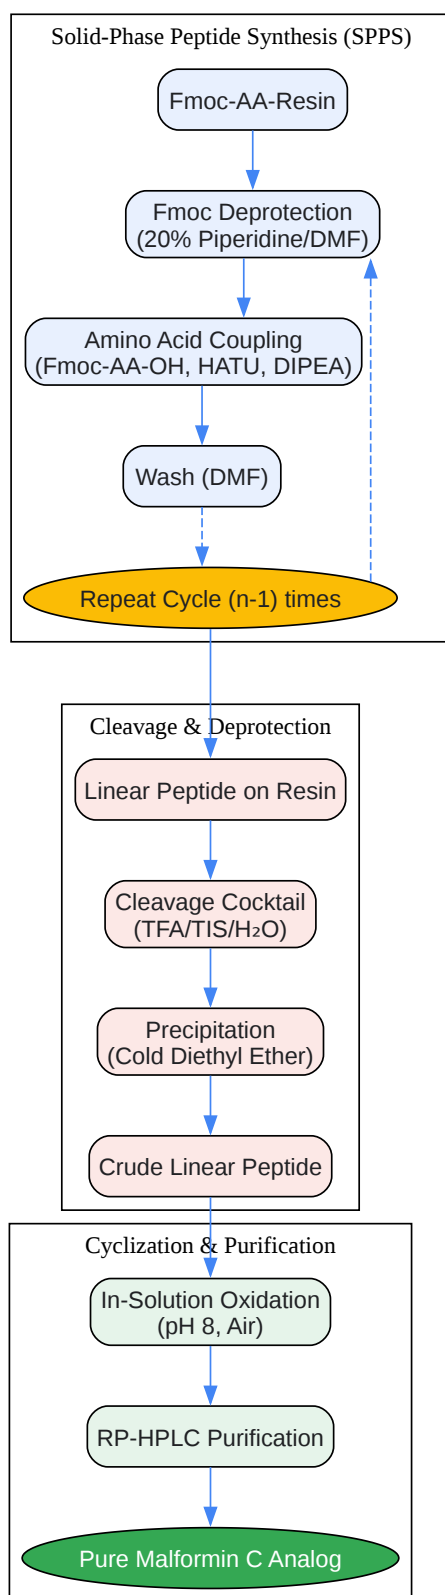 Solid-Phase Peptide Synthesis (SPPS)
Fmoc-AA-Resin
Fmoc Deprotection
(20% Piperidine/DMF)
Amino Acid Coupling
(Fmoc-AA-OH, HATU, DIPEA)
Wash (DMF)
Repeat Cycle (n-1) times
Cleavage & Deprotection
Linear Peptide on Resin
Cleavage Cocktail
(TFA/TIS/H₂O)
Precipitation
(Cold Diethyl Ether)
Crude Linear Peptide
Cyclization & Purification
In-Solution Oxidation
(pH 8, Air)
RP-HPLC Purification
Pure Malformin C Analog